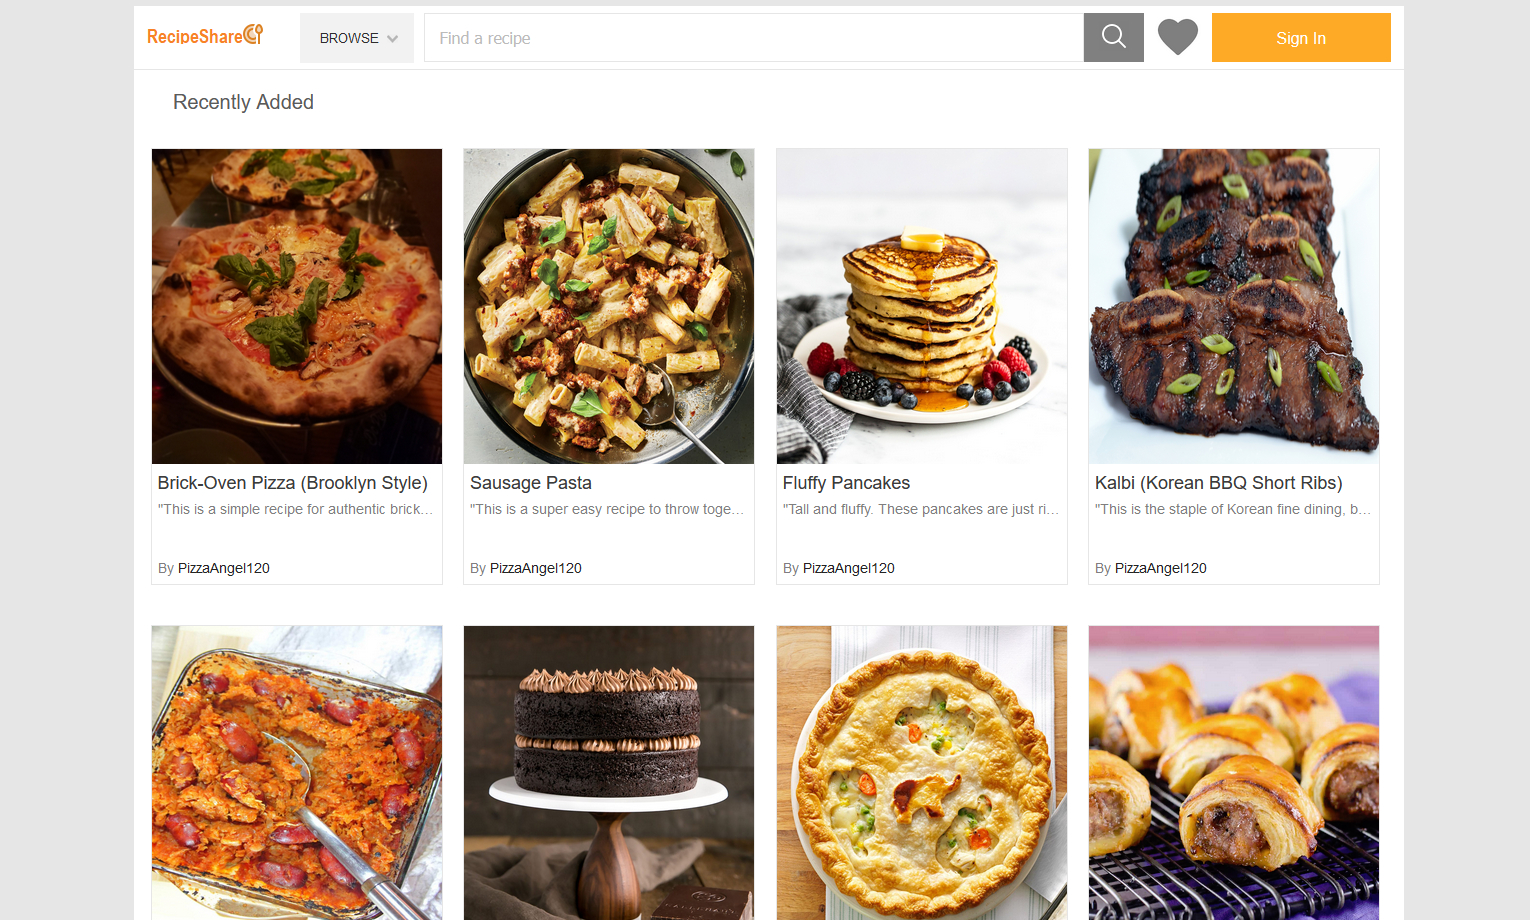 RecipeShare
BROWSE
Find a recipe
Sign In
Recently Added
Brick-Oven Pizza (Brooklyn Style)
"This is a simple recipe for authentic brick...
By PizzaAngel120
Sausage Pasta
"This is a super easy recipe to throw toge...
By PizzaAngel120
Fluffy Pancakes
"Tall and fluffy. These pancakes are just ri...
By PizzaAngel120
Kalbi (Korean BBQ Short Ribs)
"This is the staple of Korean fine dining, b...
By PizzaAngel120